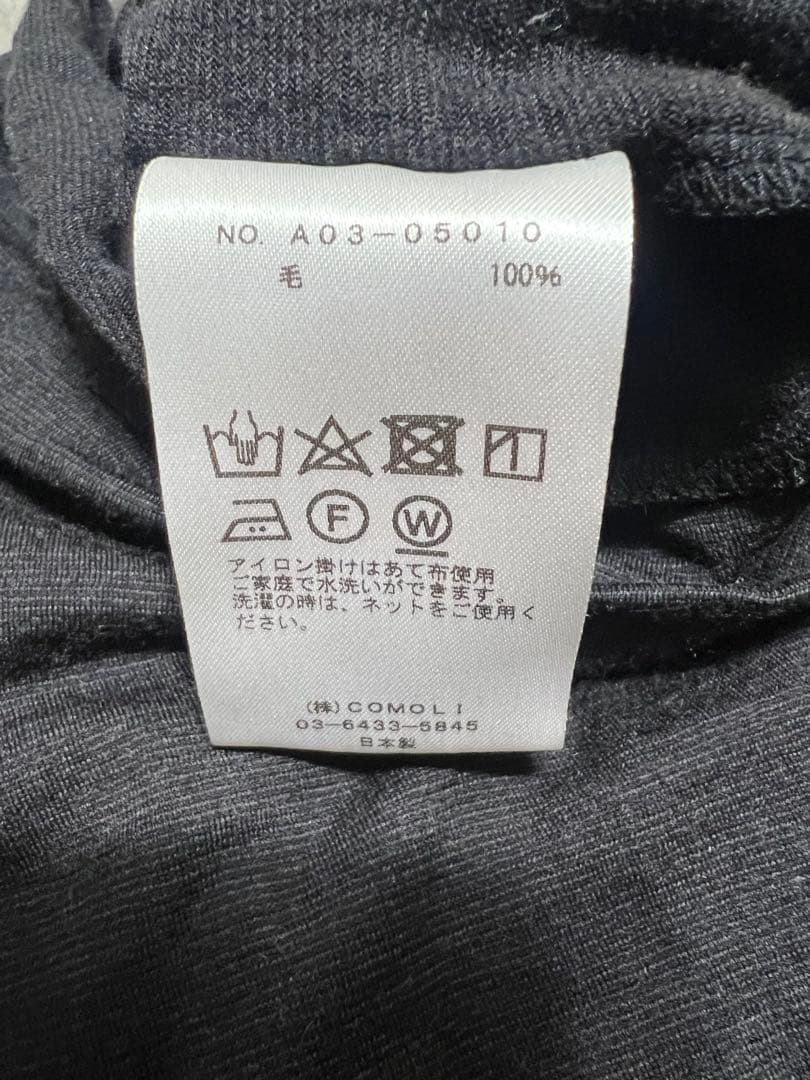 NO. A03-05010
毛 100%
F W
アイロン掛けはあて布使用
ご家庭で水洗いができます。
洗濯の時は、ネットをご使用く
ださい。
(株)COMOLI
03-6433-5845
日本製